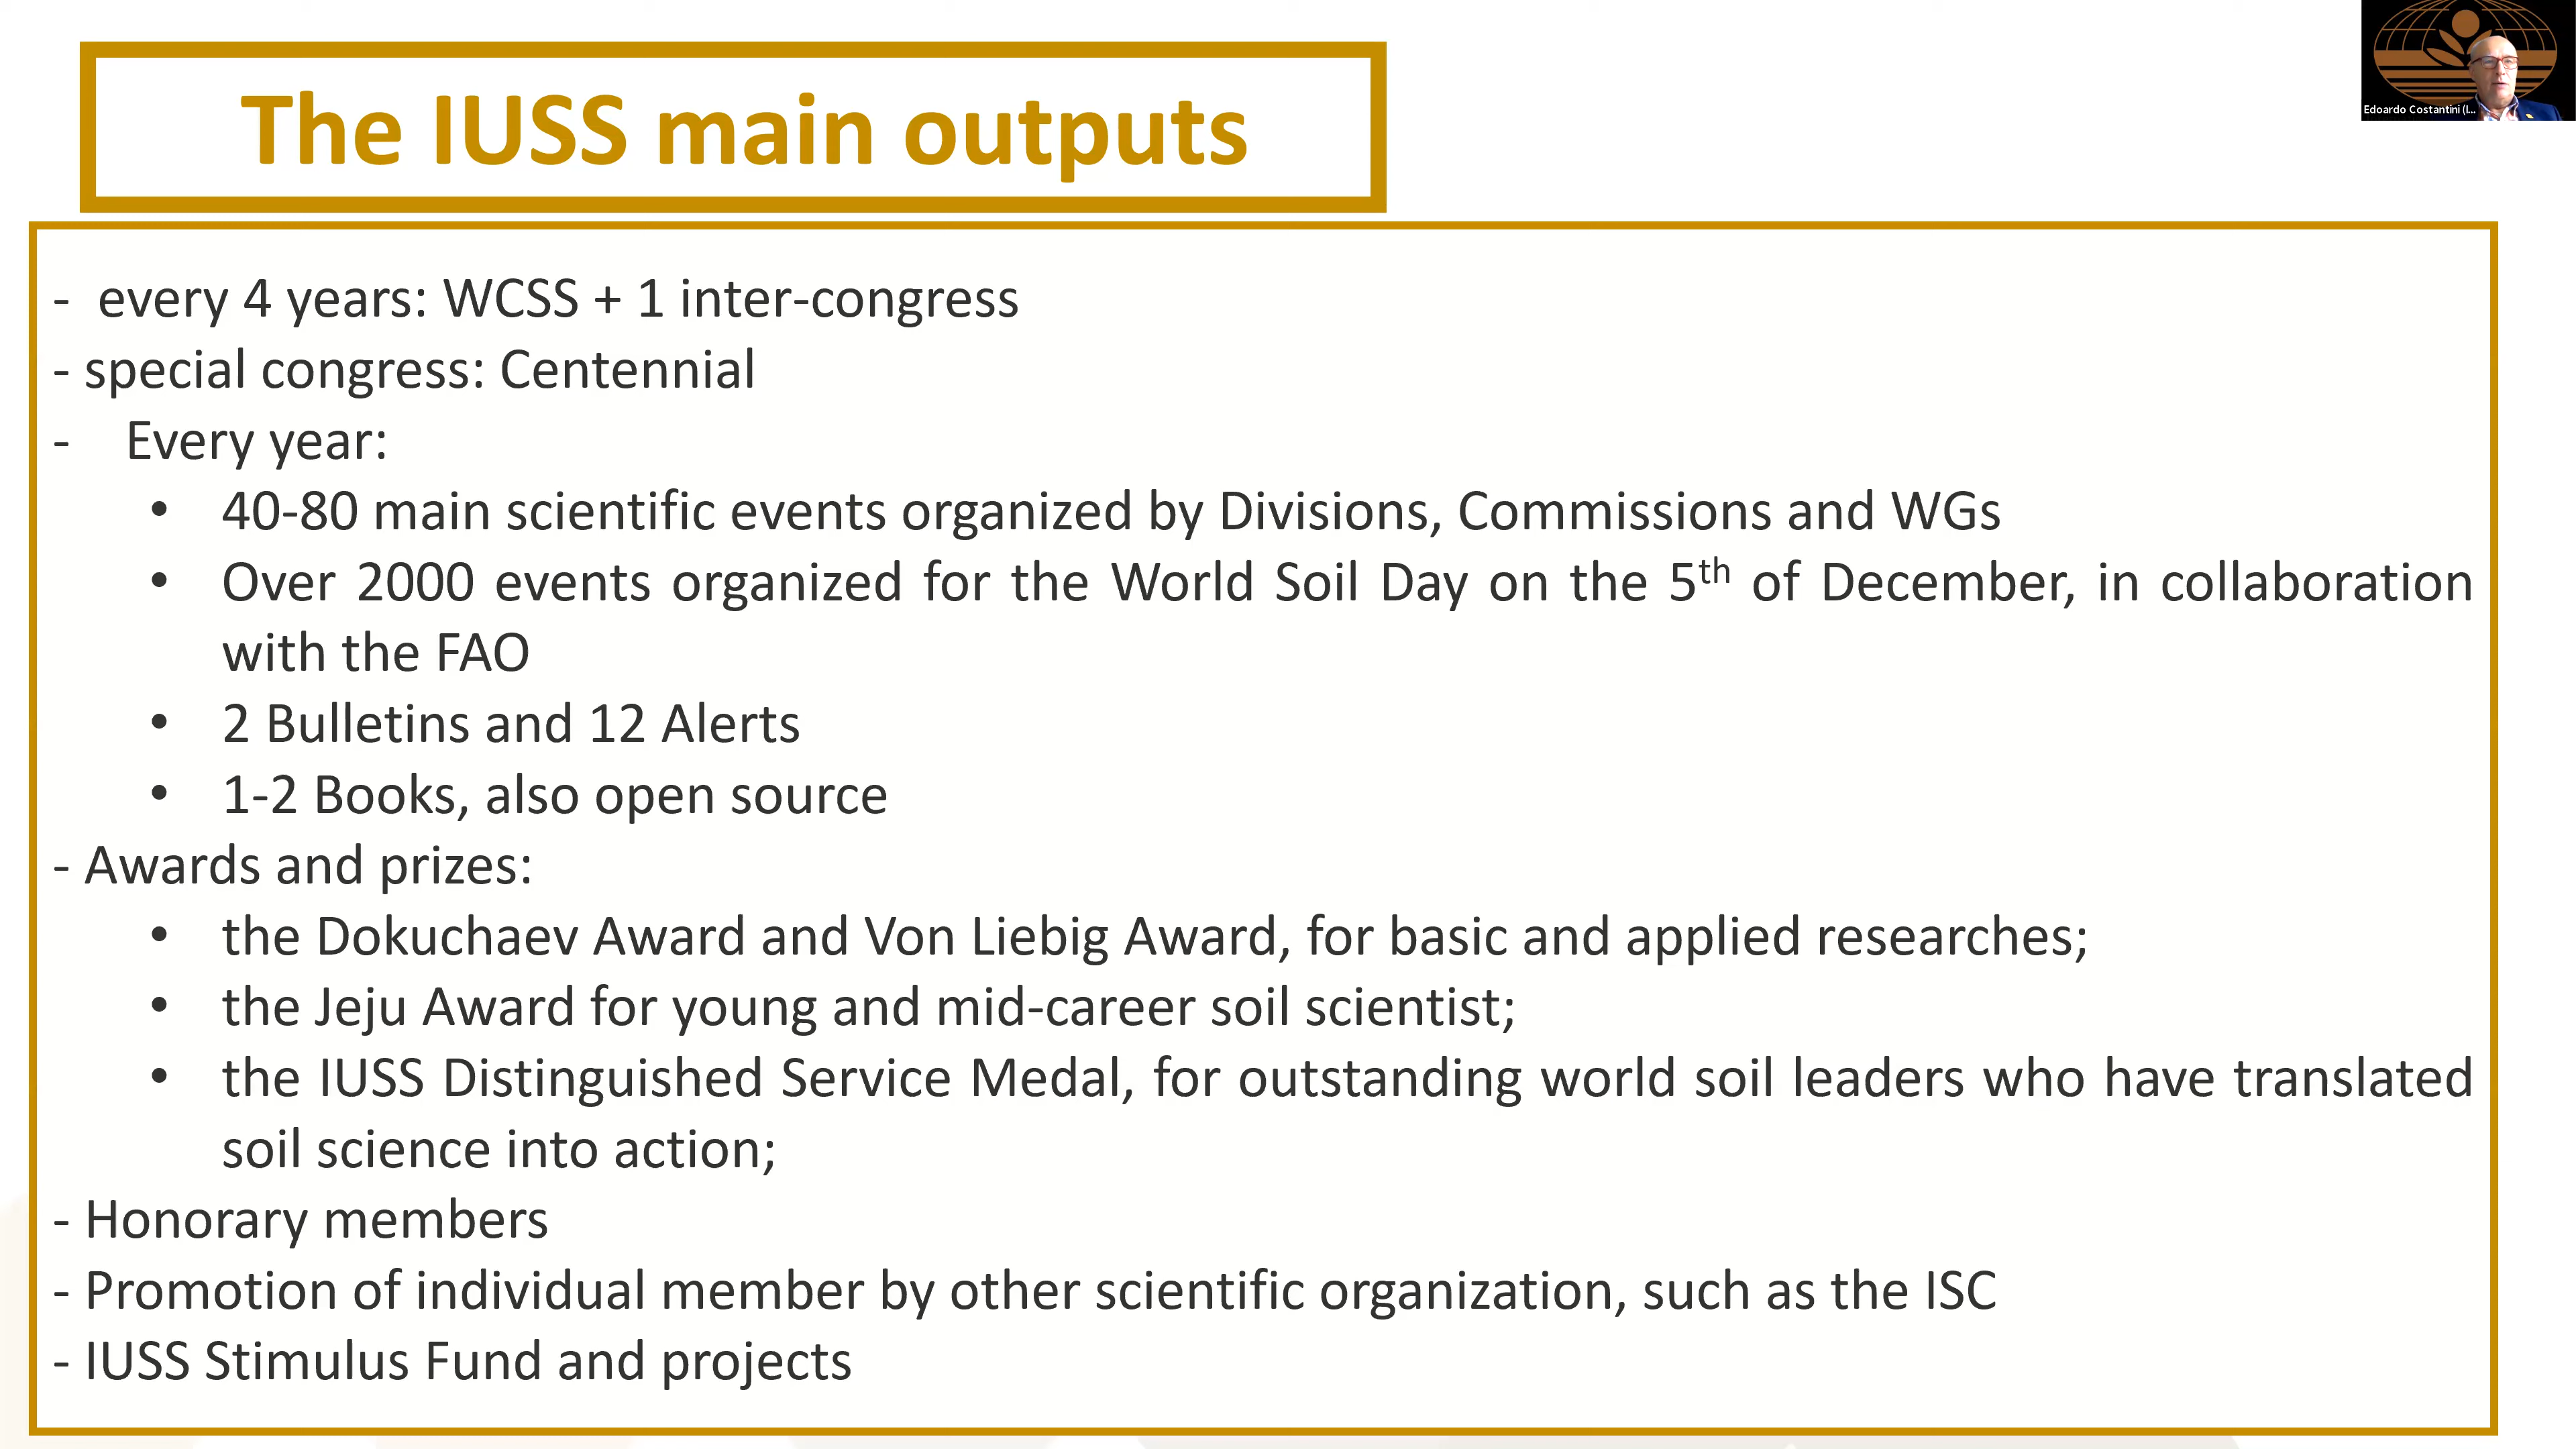 The IUSS main outputs
Edoardo Costantini (I...
- every 4 years: WCSS + 1 inter-congress
- special congress: Centennial
- Every year:
• 40-80 main scientific events organized by Divisions, Commissions and WGs
• Over 2000 events organized for the World Soil Day on the 5th of December, in collaboration
with the FAO
• 2 Bulletins and 12 Alerts
• 1-2 Books, also open source
- Awards and prizes:
• the Dokuchaev Award and Von Liebig Award, for basic and applied researches;
• the Jeju Award for young and mid-career soil scientist;
• the IUSS Distinguished Service Medal, for outstanding world soil leaders who have translated
soil science into action;
- Honorary members
- Promotion of individual member by other scientific organization, such as the ISC
- IUSS Stimulus Fund and projects